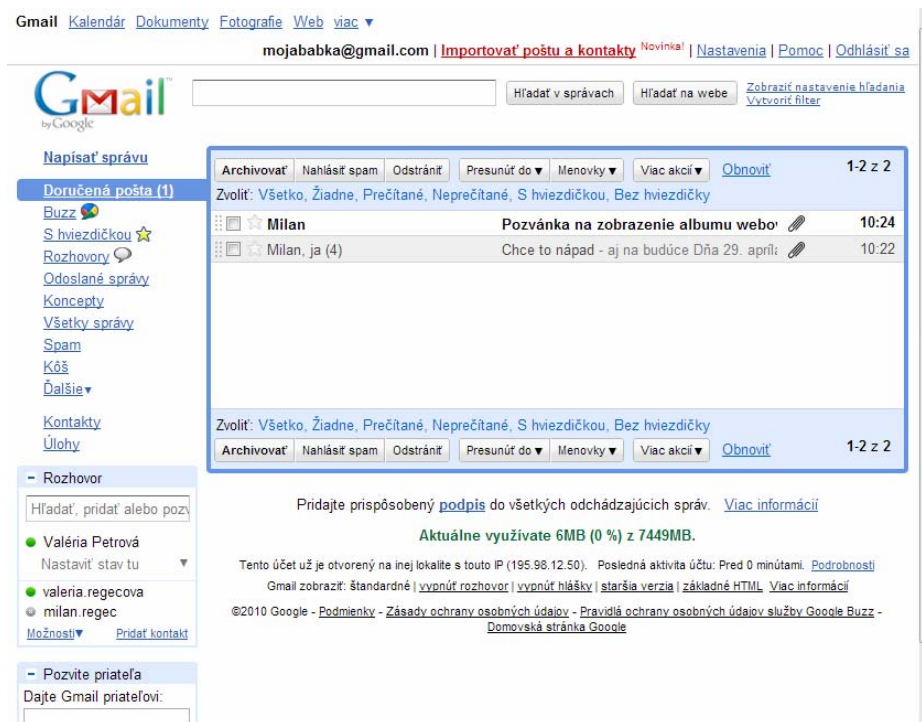 Gmail Kalendár Dokumenty Fotografie Web viac ▼
mojababka@gmail.com | Importovať poštu a kontakty Novinka! | Nastavenia | Pomoc | Odhlásiť sa
Gmail™
by Google
Hľadať v správach Hľadať na webe
Zobraziť nastavenie hľadania
Vytvoriť filter
Napísať správu
Doručená pošta (1)
Buzz
S hviezdičkou
Rozhovory
Odoslané správy
Koncepty
Všetky správy
Spam
Kôš
Ďalšie▼
Kontakty
Úlohy
Archivovať Nahlásiť spam Odstrániť Presunúť do▼ Menovky▼ Viac akcií▼ Obnoviť 1-2 z 2
Zvoliť: Všetko, Žiadne, Prečítané, Neprečítané, S hviezdičkou, Bez hviezdičky
Milan Pozvánka na zobrazenie albumu webov 10:24
Milan, ja (4) Chce to nápad - aj na budúce Dňa 29. apríla 10:22
Zvoliť: Všetko, Žiadne, Prečítané, Neprečítané, S hviezdičkou, Bez hviezdičky
Archivovať Nahlásiť spam Odstrániť Presunúť do▼ Menovky▼ Viac akcií▼ Obnoviť 1-2 z 2
− Rozhovor
Hľadať, pridať alebo pozv
Valéria Petrová
Nastaviť stav tu ▼
valeria.regecova
milan.regec
Možnosti▼ Pridať kontakt
− Pozvite priateľa
Dajte Gmail priateľovi:
Pridajte prispôsobený podpis do všetkých odchádzajúcich správ. Viac informácií
Aktuálne využívate 6MB (0 %) z 7449MB.
Tento účet už je otvorený na inej lokalite s touto IP (195.98.12.50). Posledná aktivita účtu: Pred 0 minútami. Podrobnosti
Gmail zobraziť: štandardné | vypnúť rozhovor | vypnúť hlášky | staršia verzia | základné HTML Viac informácií
©2010 Google - Podmienky - Zásady ochrany osobných údajov - Pravidlá ochrany osobných údajov služby Google Buzz -
Domovská stránka Google